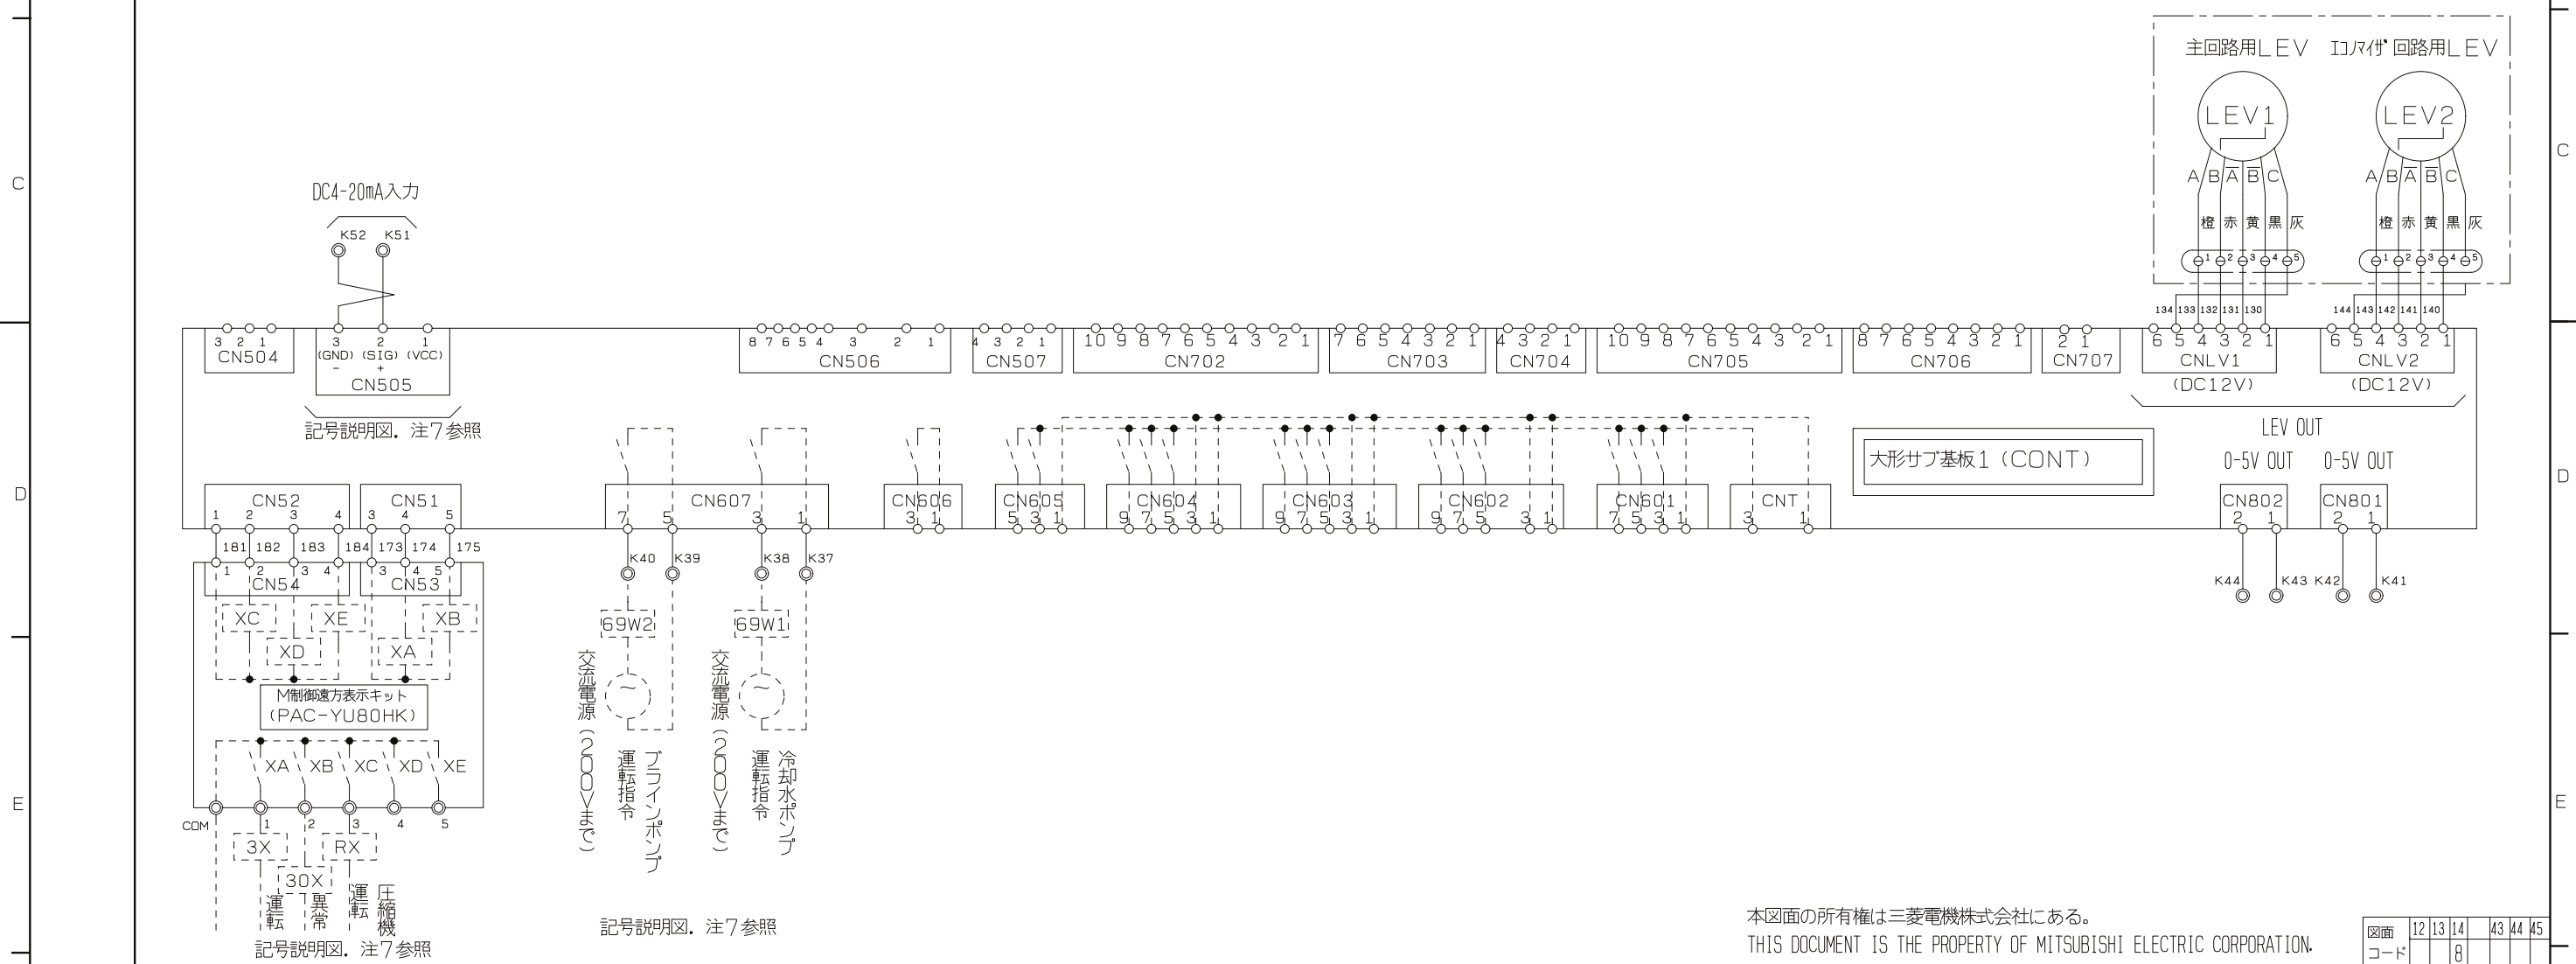 主回路用LEV エコノマイザ回路用LEV
LEV1 LEV2
A B A̅ B̅ C A B A̅ B̅ C
橙 赤 黄 黒 灰 橙 赤 黄 黒 灰
1 2 3 4 5 1 2 3 4 5
134 133 132 131 130 144 143 142 141 140
C C
DC4-20mA入力
K52 K51
3 2 1
CN504
3 2 1
(GND) (SIG) (VCC)
- +
CN505
記号説明図. 注7参照
8 7 6 5 4 3 2 1
CN506
4 3 2 1
CN507
10 9 8 7 6 5 4 3 2 1
CN702
7 6 5 4 3 2 1
CN703
4 3 2 1
CN704
10 9 8 7 6 5 4 3 2 1
CN705
8 7 6 5 4 3 2 1
CN706
2 1
CN707
6 5 4 3 2 1
CNLV1
(DC12V)
6 5 4 3 2 1
CNLV2
(DC12V)
LEV OUT
0-5V OUT 0-5V OUT
大形サブ基板1 (CONT)
D D
CN52
1 2 3 4
CN51
3 4 5
CN607
7 5 3 1
CN606
3 1
CN605
5 3 1
CN604
9 7 5 3 1
CN603
9 7 5 3 1
CN602
9 7 5 3 1
CN601
7 5 3 1
CNT
3 1
CN802
2 1
CN801
2 1
181 182 183 184 173 174 175
1 2 3 4
CN54
3 4 5
CN53
K40 K39 K38 K37
K44 K43 K42 K41
XC XE XB
XD XA
69W2 69W1
M制御遠方表示キット
(PAC-YU80HK)
XA XB XC XD XE
COM 1 2 3 4 5
3X RX
30X
運転
異常
圧縮機
運転
記号説明図. 注7参照
~ ~
交流電源(200Vまで)
ブラインポンプ
運転指令
交流電源(200Vまで)
冷却水ポンプ
運転指令
記号説明図. 注7参照
E E
本図面の所有権は三菱電機株式会社にある。
THIS DOCUMENT IS THE PROPERTY OF MITSUBISHI ELECTRIC CORPORATION.
図面 12 13 14 43 44 45
コード 8